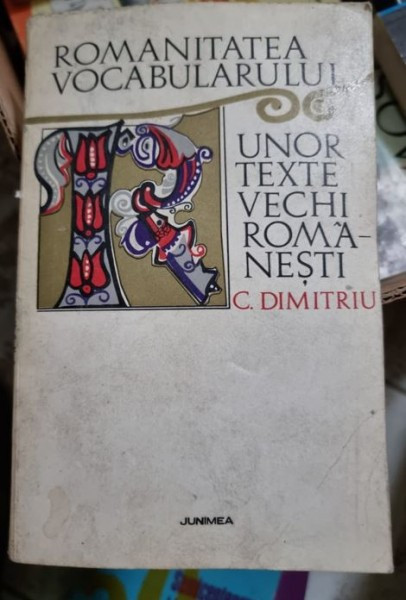 ROMANITATEA
VOCABULARULUI
UNOR
TEXTE
VECHI
ROMÂ-
NEȘTI
C. DIMITRIU
JUNIMEA